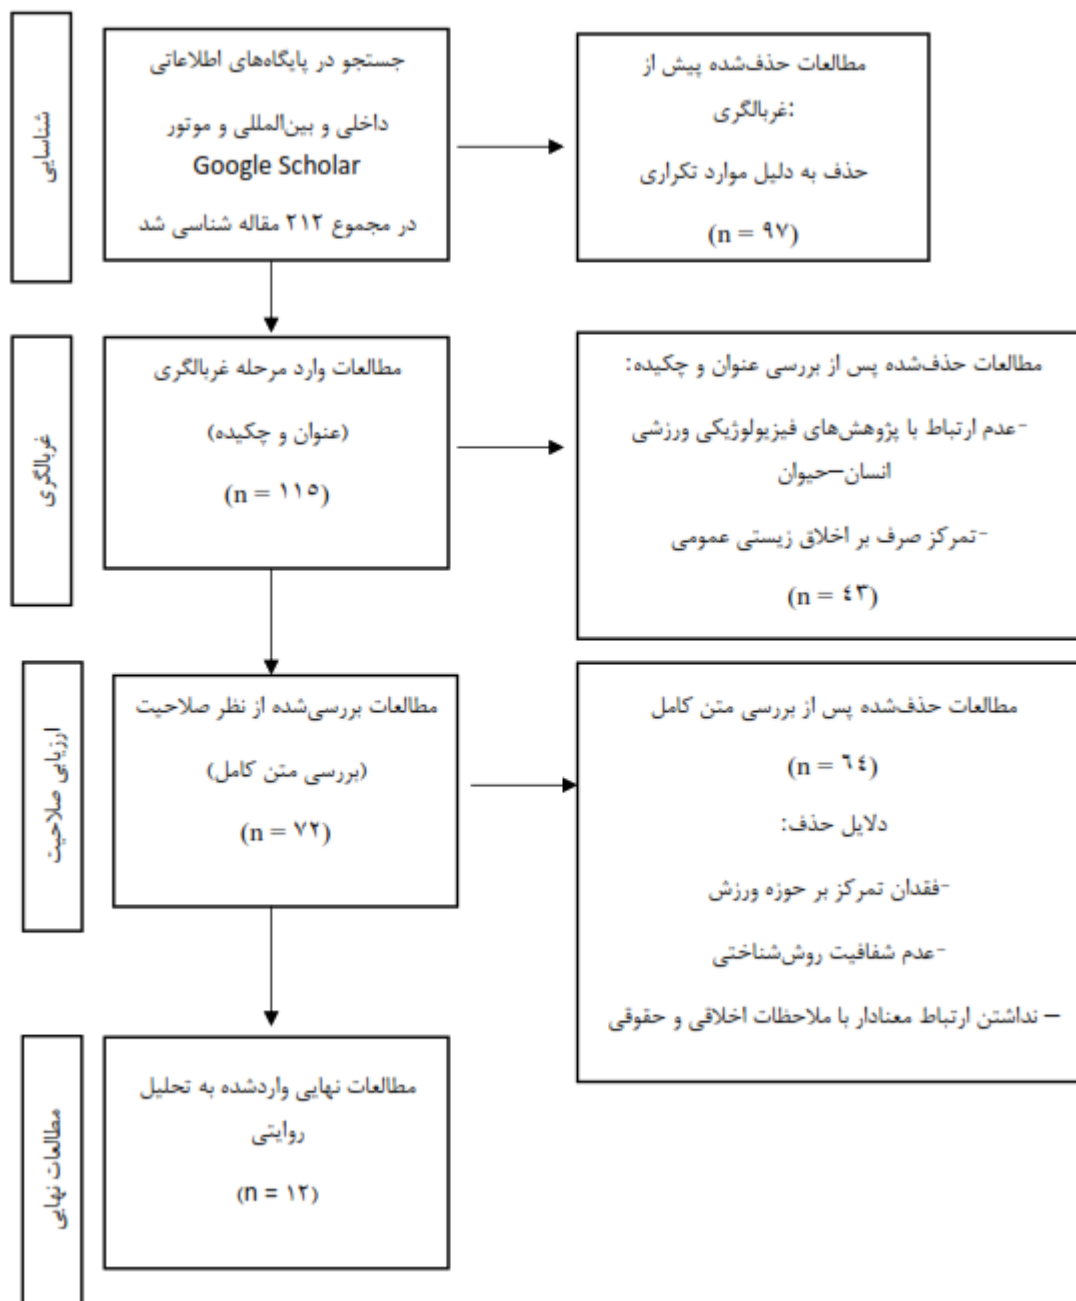 شناسایی
جستجو در پایگاه‌های اطلاعاتی
داخلی و بین‌المللی و موتور
Google Scholar
در مجموع ۲۱۲ مقاله شناسی شد
مطالعات حذف‌شده پیش از
غربالگری:
حذف به دلیل موارد تکراری
(n = ۹۷)
غربالگری
مطالعات وارد مرحله غربالگری
(عنوان و چکیده)
(n = ۱۱۵)
مطالعات حذف‌شده پس از بررسی عنوان و چکیده:
-عدم ارتباط با پژوهش‌های فیزیولوژیکی ورزشی
انسان–حیوان
-تمرکز صرف بر اخلاق زیستی عمومی
(n = ٤۳)
ارزیابی صلاحیت
مطالعات بررسی‌شده از نظر صلاحیت
(بررسی متن کامل)
(n = ۷۲)
مطالعات حذف‌شده پس از بررسی متن کامل
(n = ٦٤)
دلایل حذف:
-فقدان تمرکز بر حوزه ورزش
-عدم شفافیت روش‌شناختی
– نداشتن ارتباط معنادار با ملاحظات اخلاقی و حقوقی
مطالعات نهایی
مطالعات نهایی واردشده به تحلیل
روایتی
(n = ۱۲)